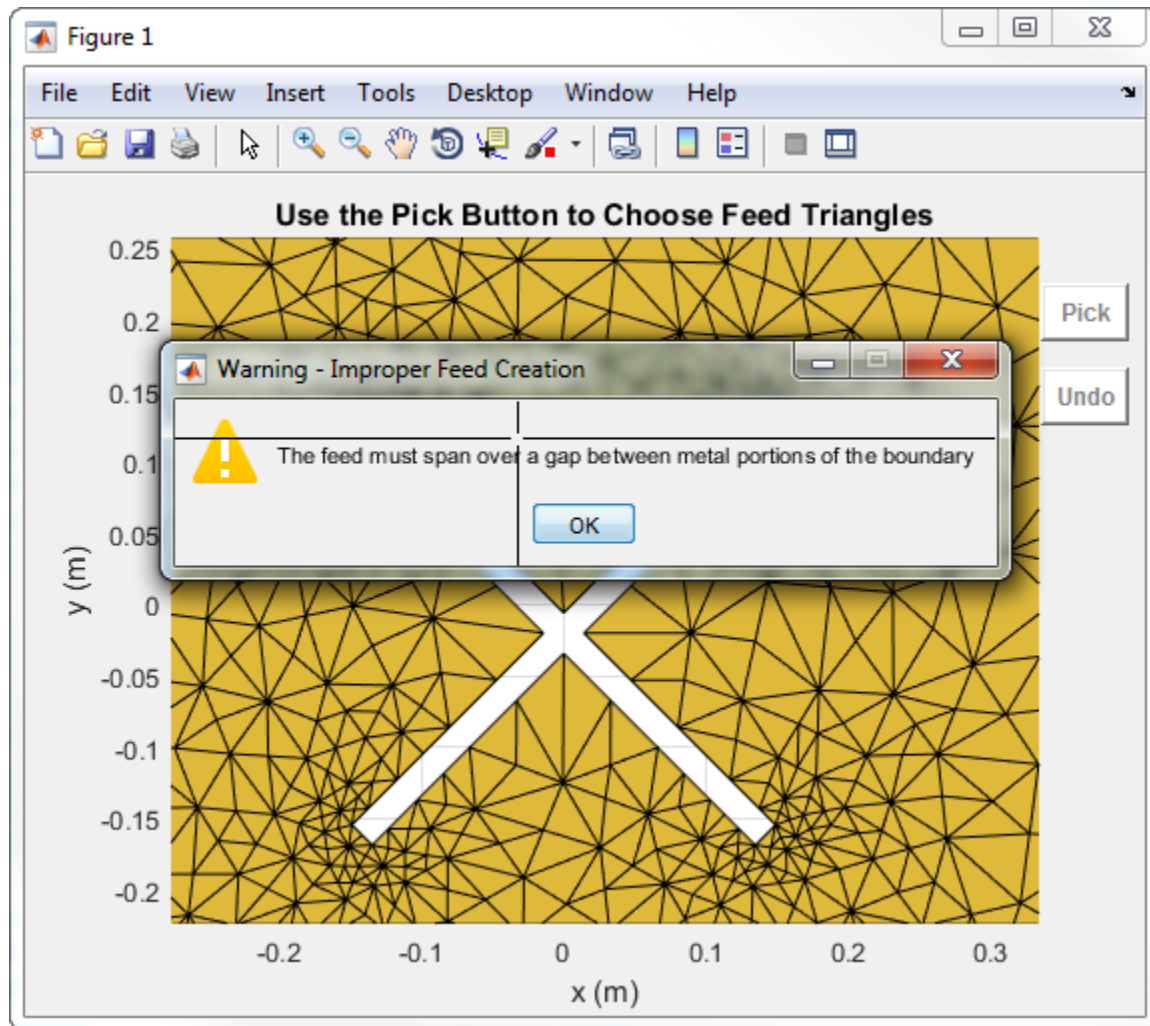 Figure 1
File Edit View Insert Tools Desktop Window Help
Use the Pick Button to Choose Feed Triangles
0.25
0.2
Pick
Warning - Improper Feed Creation
0.15
Undo
The feed must span over a gap between metal portions of the boundary
0.1
OK
0.05
y (m)
0
-0.05
-0.1
-0.15
-0.2
-0.2 -0.1 0 0.1 0.2 0.3
x (m)